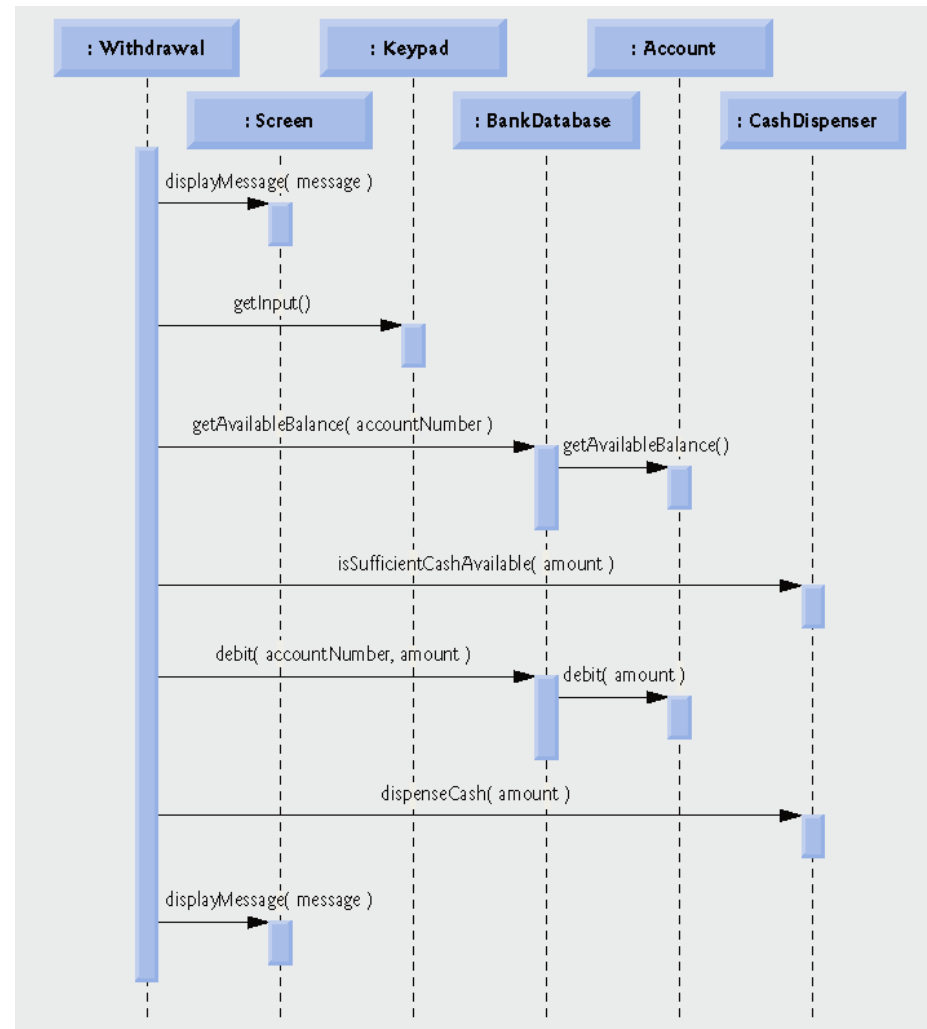 : Withdrawal
: Keypad
: Account
: Screen
: BankDatabase
: CashDispenser
displayMessage( message )
getInput()
getAvailableBalance( accountNumber )
getAvailableBalance()
isSufficientCashAvailable( amount )
debit( accountNumber, amount )
debit( amount )
dispenseCash( amount )
displayMessage( message )